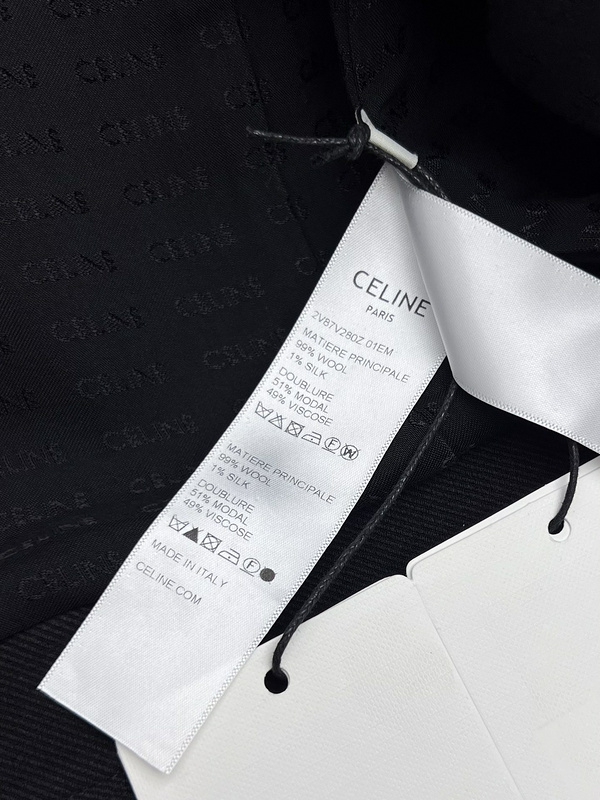 CELINE
PARIS
2V87V280Z.01EM
MATIERE PRINCIPALE
99% WOOL
1% SILK
DOUBLURE
51% MODAL
49% VISCOSE
F W
MATIERE PRINCIPALE
99% WOOL
1% SILK
DOUBLURE
51% MODAL
49% VISCOSE
F
MADE IN ITALY
CELINE.COM